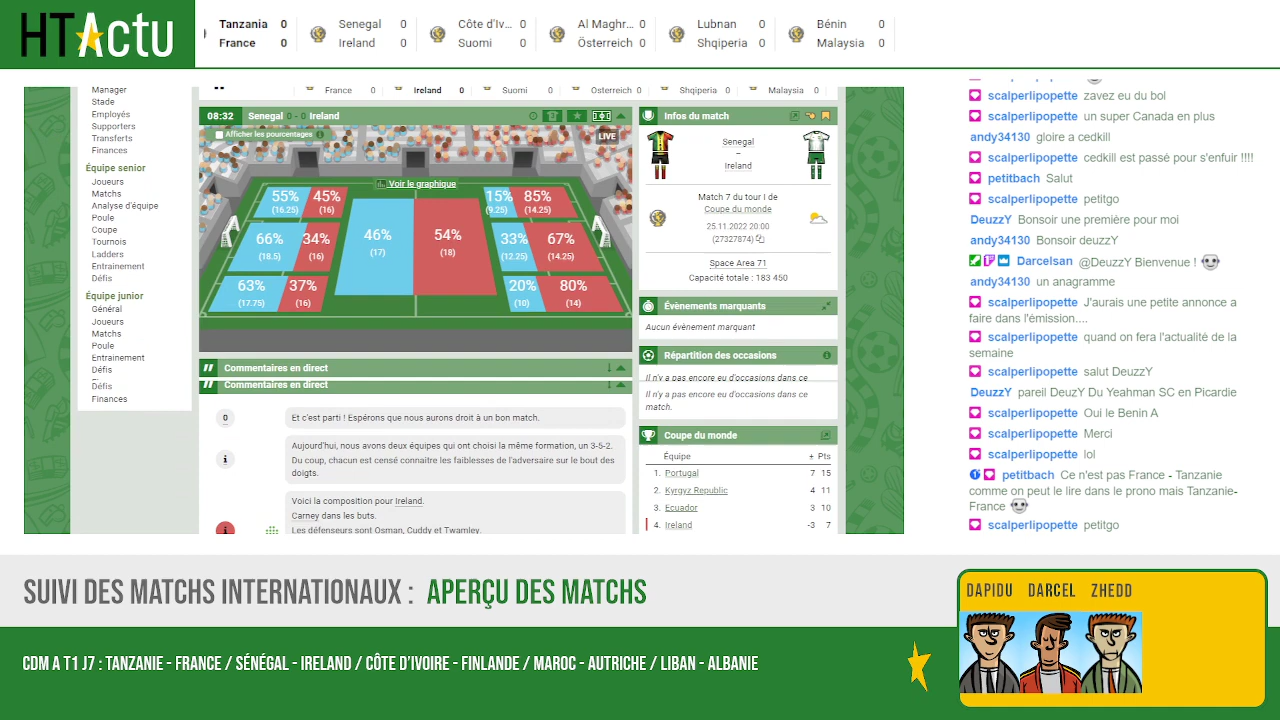 HTActu
Tanzania 0
France 0
Senegal 0
Ireland 0
Côte d'Iv... 0
Suomi 0
Al Maghr... 0
Österreich 0
Lubnan 0
Shqiperia 0
Bénin 0
Malaysia 0
France 0
Ireland 0
Suomi 0
Österreich 0
Shqiperia 0
Malaysia 0
Manager
Stade
Employés
Supporters
Transferts
Finances
Équipe senior
Joueurs
Matchs
Analyse d'équipe
Poule
Coupe
Tournois
Ladders
Entrainement
Défis
Équipe junior
Général
Joueurs
Matchs
Poule
Entrainement
Défis
Défis
Finances
08:32 Senegal 0 - 0 Ireland
Afficher les pourcentages
LIVE
Voir le graphique
55% 45%
(16.25) (16)
15% 85%
(9.25) (14.25)
66% 34%
(18.5) (16)
46% 54%
(17) (18)
33% 67%
(12.25) (14.25)
63% 37%
(17.75) (16)
20% 80%
(10) (14)
Commentaires en direct
Commentaires en direct
0 Et c'est parti ! Espérons que nous aurons droit à un bon match.
Aujourd'hui, nous avons deux équipes qui ont choisi la même formation, un 3-5-2.
Du coup, chacun est censé connaitre les faiblesses de l'adversaire sur le bout des
doigts.
Voici la composition pour Ireland.
Carney dans les buts.
Les défenseurs sont Osman, Cuddy et Twamley.
Infos du match
Senegal
–
Ireland
Match 7 du tour I de
Coupe du monde
25.11.2022 20:00
(27327874)
Space Area 71
Capacité totale : 183 450
Évènements marquants
Aucun évènement marquant
Répartition des occasions
Il n'y a pas encore eu d'occasions dans ce
Il n'y a pas encore eu d'occasions dans ce
match.
Coupe du monde
Équipe ± Pts
1. Portugal 7 15
2. Kyrgyz Republic 4 11
3. Ecuador 3 10
4. Ireland -3 7
scalperlipopette zavez eu du bol
scalperlipopette un super Canada en plus
andy34130 gloire a cedkill
scalperlipopette cedkill est passé pour s'enfuir !!!!
petitbach Salut
scalperlipopette petitgo
DeuzzY Bonsoir une première pour moi
andy34130 Bonsoir deuzzY
Darcelsan @DeuzzY Bienvenue !
andy34130 un anagramme
scalperlipopette J'aurais une petite annonce a
faire dans l'émission....
scalperlipopette quand on fera l'actualité de la
semaine
scalperlipopette salut DeuzzY
DeuzzY pareil DeuzY Du Yeahman SC en Picardie
scalperlipopette Oui le Benin A
scalperlipopette Merci
scalperlipopette lol
petitbach Ce n'est pas France - Tanzanie
comme on peut le lire dans le prono mais Tanzanie-
France
scalperlipopette petitgo
SUIVI DES MATCHS INTERNATIONAUX : APERÇU DES MATCHS
CDM A T1 J7 : TANZANIE - FRANCE / SÉNÉGAL - IRELAND / CÔTE D'IVOIRE - FINLANDE / MAROC - AUTRICHE / LIBAN - ALBANIE
DAPIDU DARCEL ZHEDD